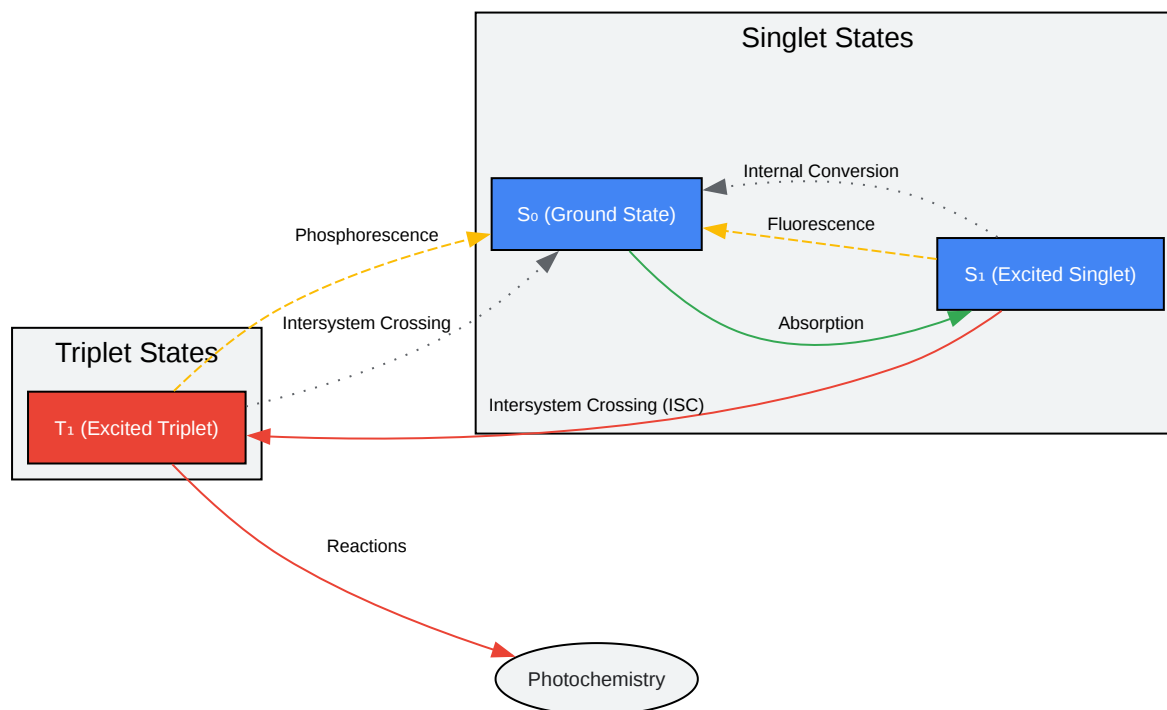 Singlet States
Internal Conversion
S₀ (Ground State)
Fluorescence
Phosphorescence
S₁ (Excited Singlet)
Intersystem Crossing
Absorption
Triplet States
Intersystem Crossing (ISC)
T₁ (Excited Triplet)
Reactions
Photochemistry